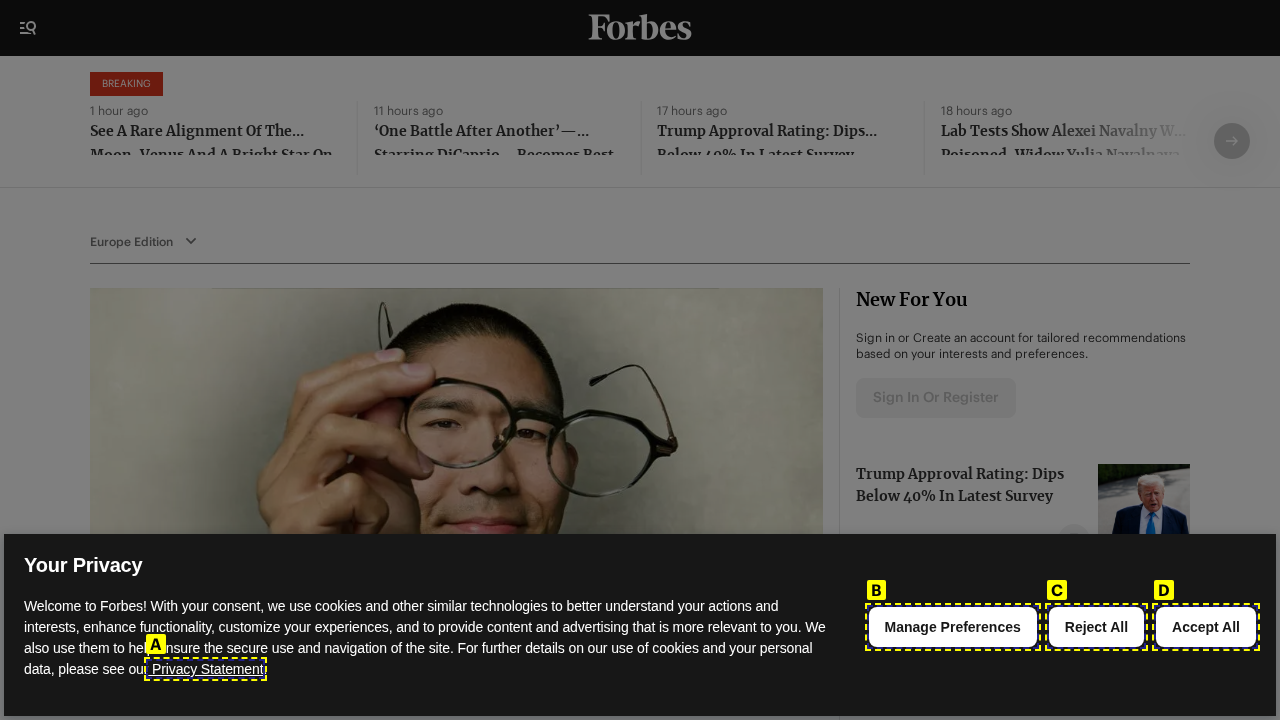 Forbes
BREAKING
1 hour ago
See A Rare Alignment Of The...
Moon, Venus And A Bright Star On
11 hours ago
‘One Battle After Another’—...
Starring DiCaprio—Becomes Best
17 hours ago
Trump Approval Rating: Dips...
Below 40% In Latest Survey
18 hours ago
Lab Tests Show Alexei Navalny W...
Poisoned, Widow Yulia Navalnaya
Europe Edition
New For You
Sign in or Create an account for tailored recommendations
based on your interests and preferences.
Sign In Or Register
Trump Approval Rating: Dips
Below 40% In Latest Survey
Your Privacy
Welcome to Forbes! With your consent, we use cookies and other similar technologies to better understand your actions and
interests, enhance functionality, customize your experiences, and to provide content and advertising that is more relevant to you. We
also use them to ensure the secure use and navigation of the site. For further details on our use of cookies and your personal
data, please see our Privacy Statement
A
B
Manage Preferences
C
Reject All
D
Accept All